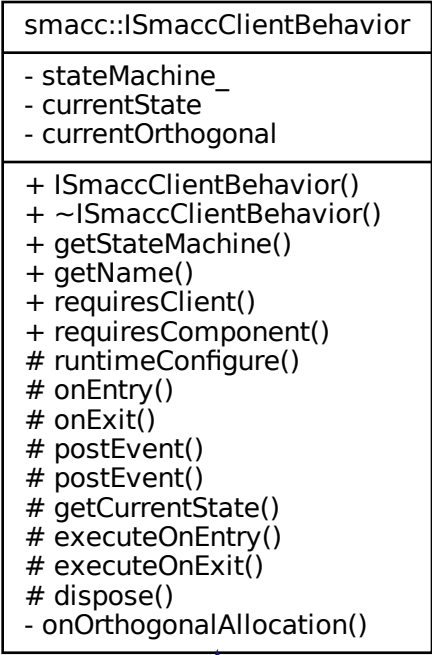 smacc::ISmaccClientBehavior
- stateMachine_
- currentState
- currentOrthogonal
+ ISmaccClientBehavior()
+ ~ISmaccClientBehavior()
+ getStateMachine()
+ getName()
+ requiresClient()
+ requiresComponent()
# runtimeConfigure()
# onEntry()
# onExit()
# postEvent()
# postEvent()
# getCurrentState()
# executeOnEntry()
# executeOnExit()
# dispose()
- onOrthogonalAllocation()